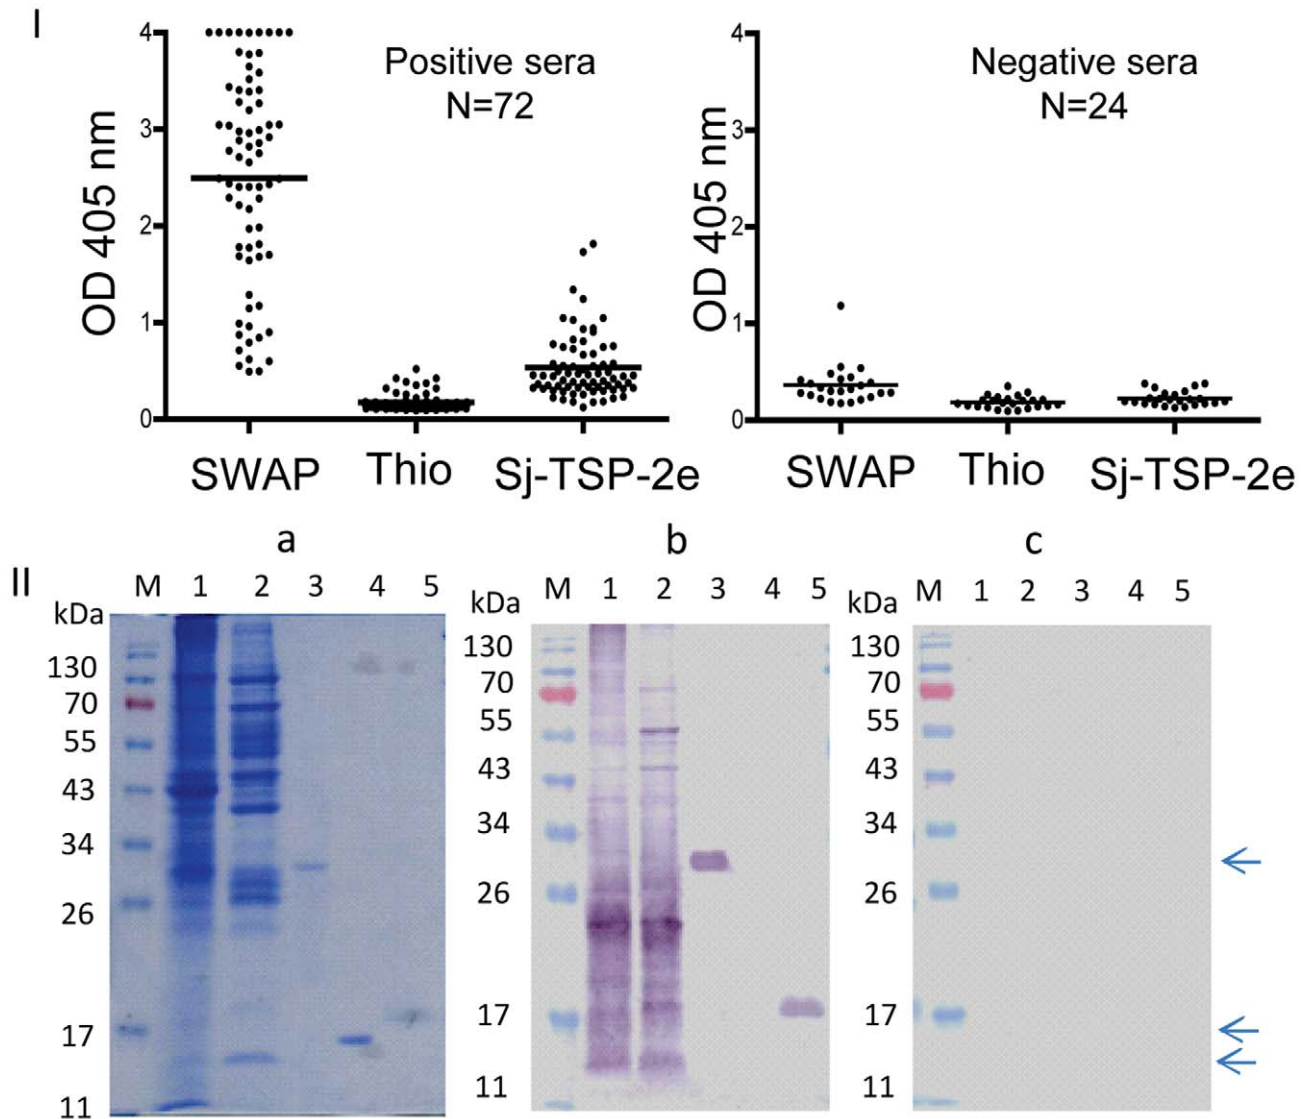 I
OD 405 nm
4
3
2
1
0
Positive sera
N=72
SWAP
Thio
Sj-TSP-2e
OD 405 nm
4
3
2
1
0
Negative sera
N=24
SWAP
Thio
Sj-TSP-2e
II
a
M 1 2 3 4 5
kDa
130
70
55
43
34
26
17
11
b
M 1 2 3 4 5
kDa
130
70
55
43
34
26
17
11
c
M 1 2 3 4 5
kDa
130
70
55
43
34
26
17
11